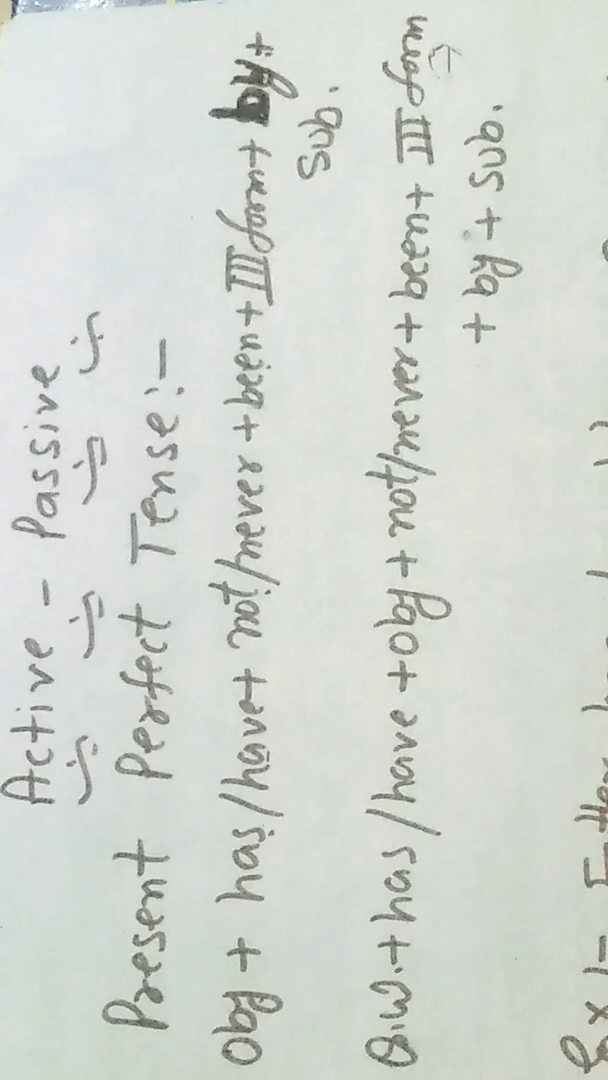 Active - Passive
Present Perfect Tense:-
Obj + has/have + not/never + been + III form + by +
sub.
Q.w. + has/have + obj + not/never + been + III form
+ by + sub.